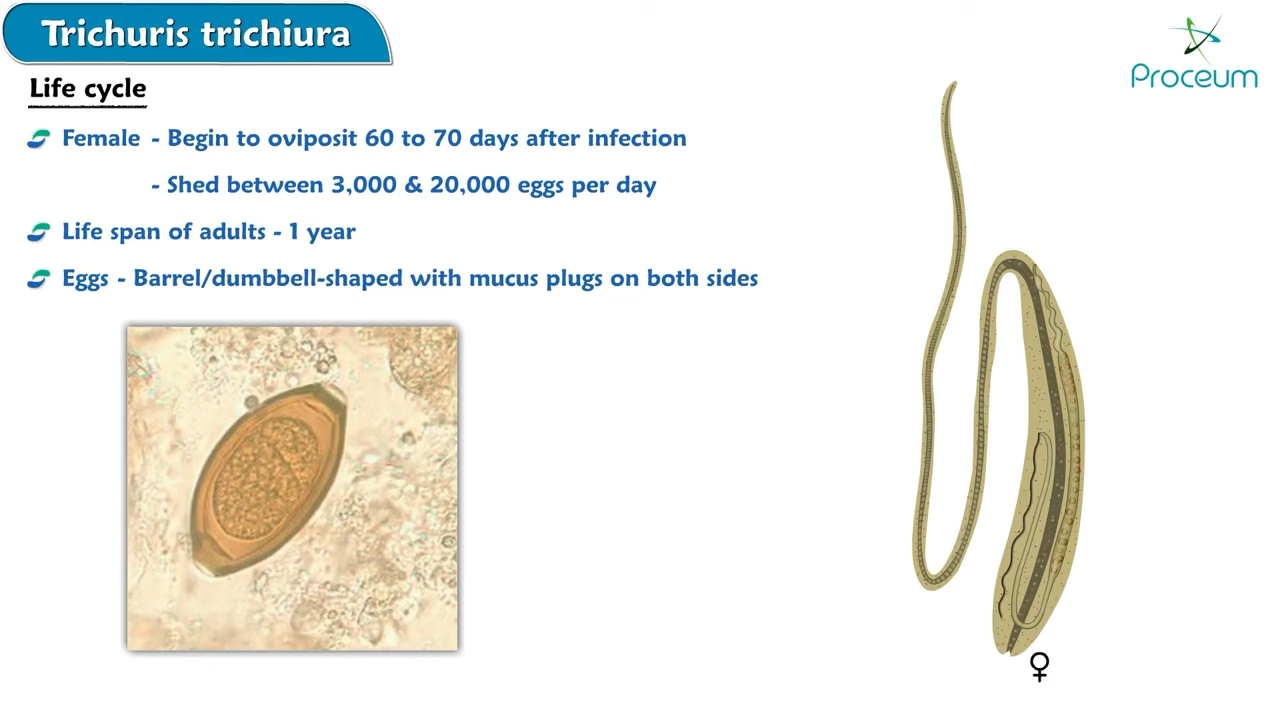 Trichuris trichiura
Proceum
Life cycle
Female - Begin to oviposit 60 to 70 days after infection
- Shed between 3,000 & 20,000 eggs per day
Life span of adults - 1 year
Eggs - Barrel/dumbbell-shaped with mucus plugs on both sides
♀